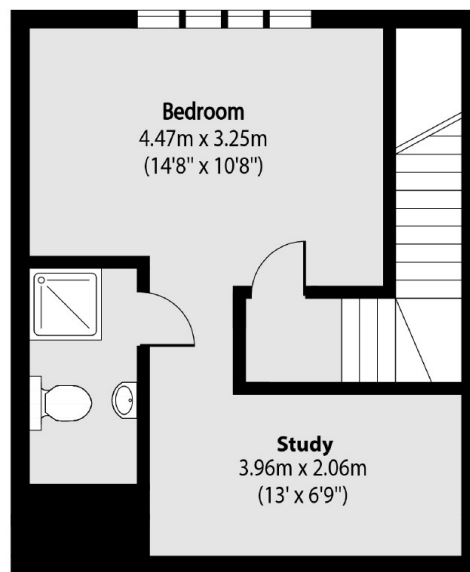 Bedroom
4.47m x 3.25m
(14'8" x 10'8")
Study
3.96m x 2.06m
(13' x 6'9")